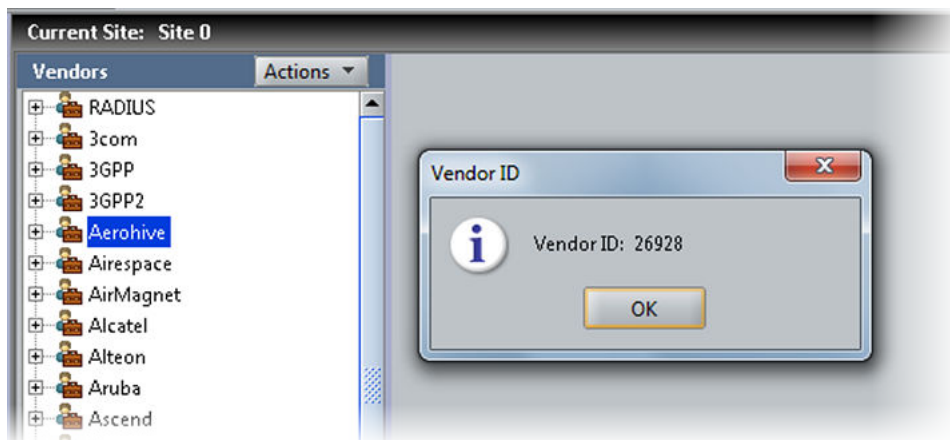 Current Site: Site 0
Vendors
Actions
RADIUS
3com
3GPP
3GPP2
Aerohive
Airespace
AirMagnet
Alcatel
Alteon
Aruba
Ascend
Vendor ID
Vendor ID: 26928
OK